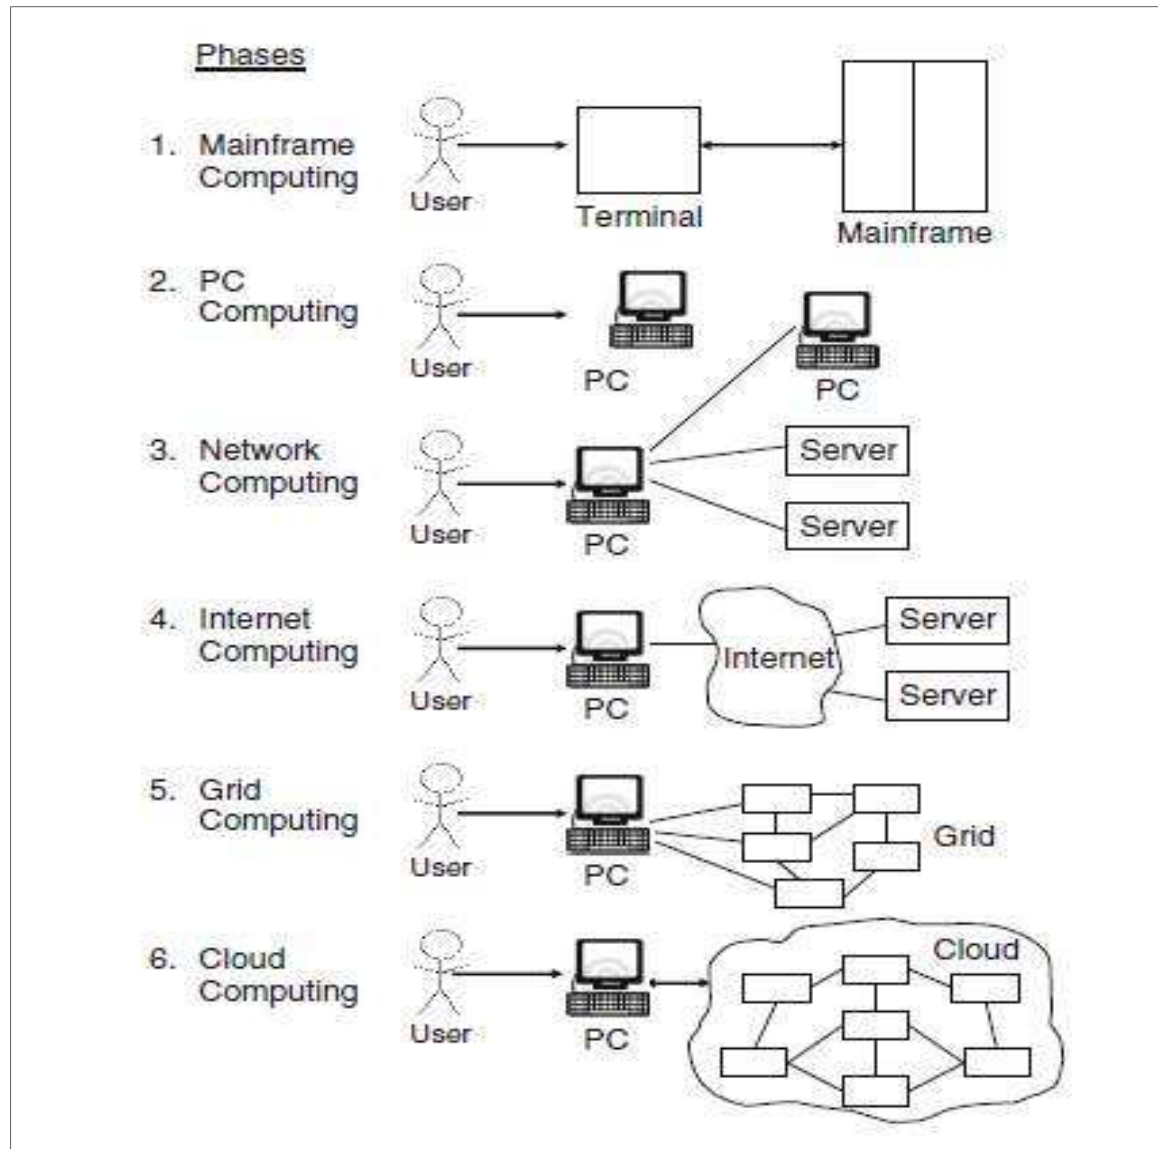 Phases
1. Mainframe
Computing
User
Terminal
Mainframe
2. PC
Computing
User
PC
PC
3. Network
Computing
User
PC
Server
Server
4. Internet
Computing
User
PC
Internet
Server
Server
5. Grid
Computing
User
PC
Grid
6. Cloud
Computing
User
PC
Cloud